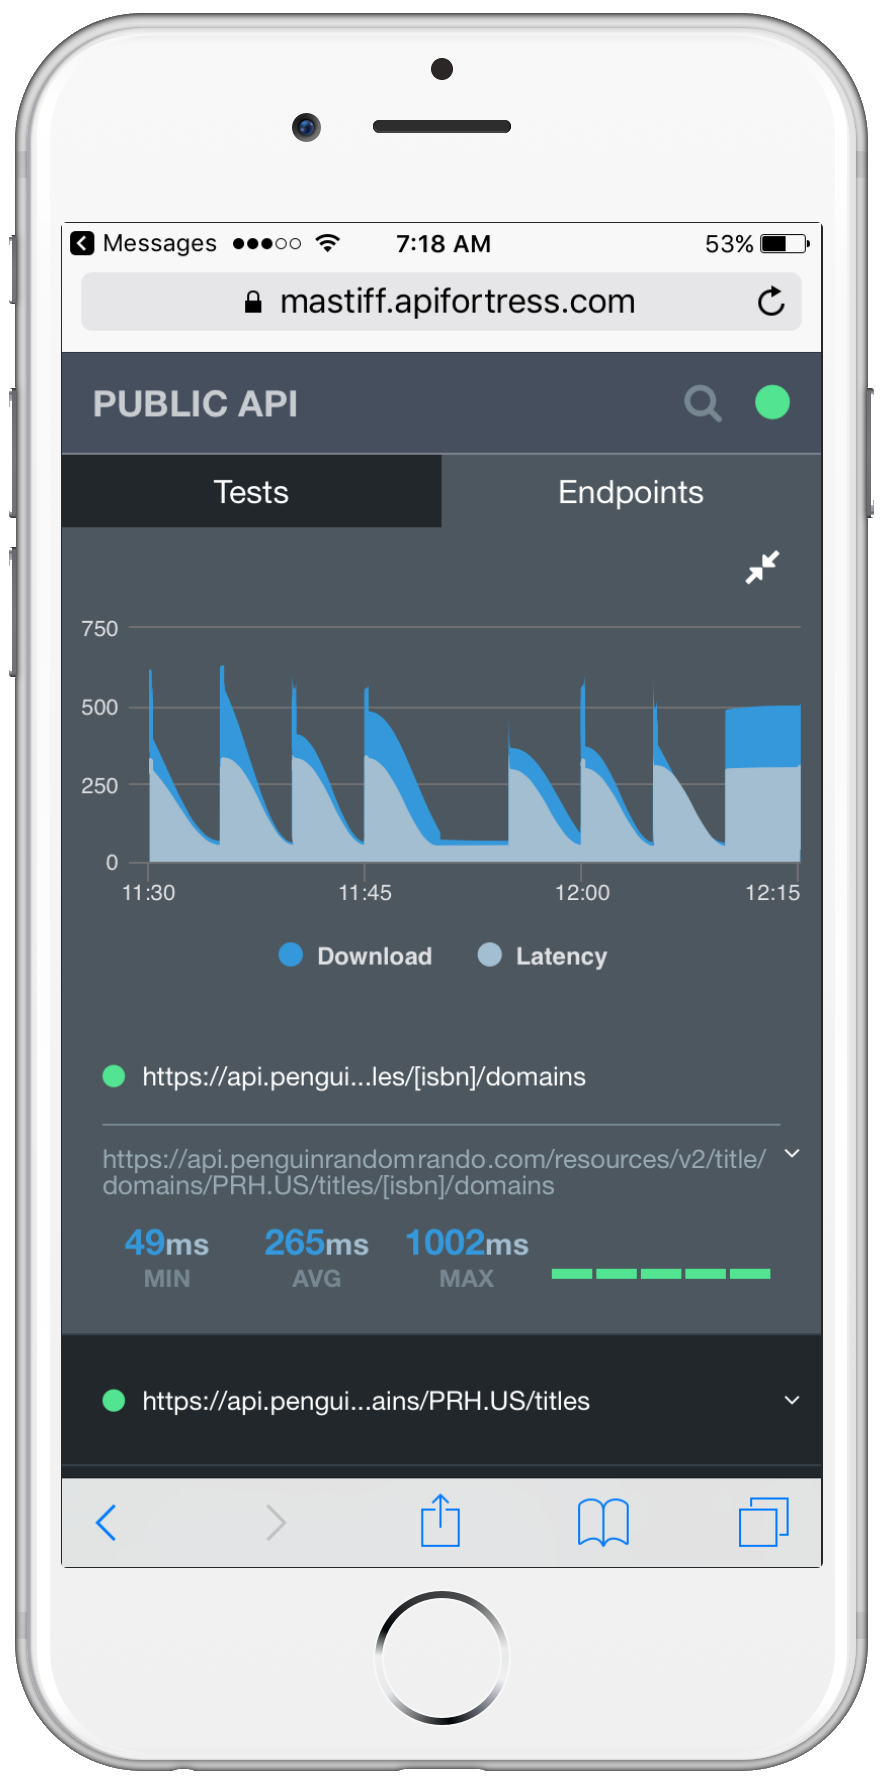 Messages 7:18 AM 53%
mastiff.apifortress.com
PUBLIC API
Tests Endpoints
750
500
250
0
11:30 11:45 12:00 12:15
Download Latency
https://api.pengui...les/[isbn]/domains
https://api.penguinrandomrando.com/resources/v2/title/
domains/PRH.US/titles/[isbn]/domains
49ms 265ms 1002ms
MIN AVG MAX
https://api.pengui...ains/PRH.US/titles